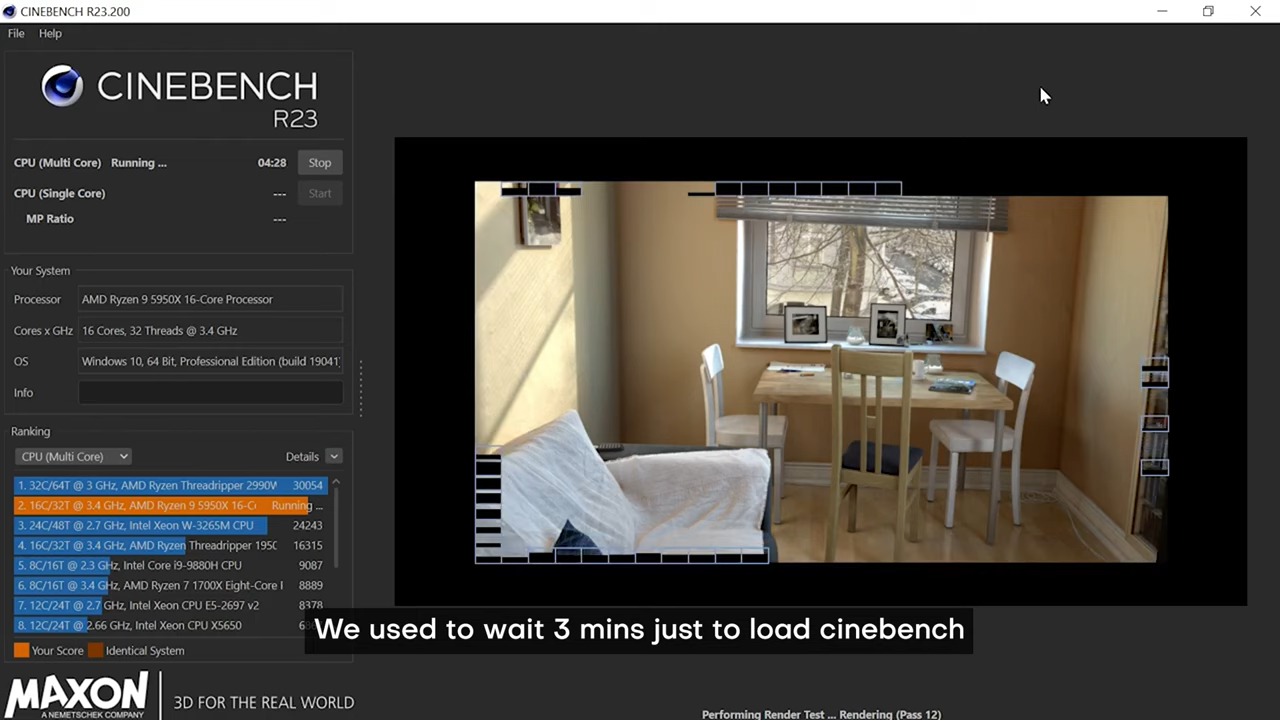 CINEBENCH R23.200
File Help
CINEBENCH
R23
CPU (Multi Core) Running ... 04:28 Stop
CPU (Single Core) --- Start
MP Ratio ---
Your System
Processor AMD Ryzen 9 5950X 16-Core Processor
Cores x GHz 16 Cores, 32 Threads @ 3.4 GHz
OS Windows 10, 64 Bit, Professional Edition (build 19041)
Info
Ranking
CPU (Multi Core) Details
1. 32C/64T @ 3 GHz, AMD Ryzen Threadripper 2990W 30054
2. 16C/32T @ 3.4 GHz, AMD Ryzen 9 5950X 16-C Running ...
3. 24C/48T @ 2.7 GHz, Intel Xeon W-3265M CPU 24243
4. 16C/32T @ 3.4 GHz, AMD Ryzen Threadripper 195 16315
5. 8C/16T @ 2.3 GHz, Intel Core i9-9880H CPU 9087
6. 8C/16T @ 3.4 GHz, AMD Ryzen 7 1700X Eight-Core 8889
7. 12C/24T @ 2.7 GHz, Intel Xeon CPU E5-2697 v2 8378
8. 12C/24T @ 2.66 GHz, Intel Xeon CPU X5650
We used to wait 3 mins just to load cinebench
Your Score Identical System
MAXON
A NEMETSCHEK COMPANY
3D FOR THE REAL WORLD
Performing Render Test ... Rendering (Pass 12)